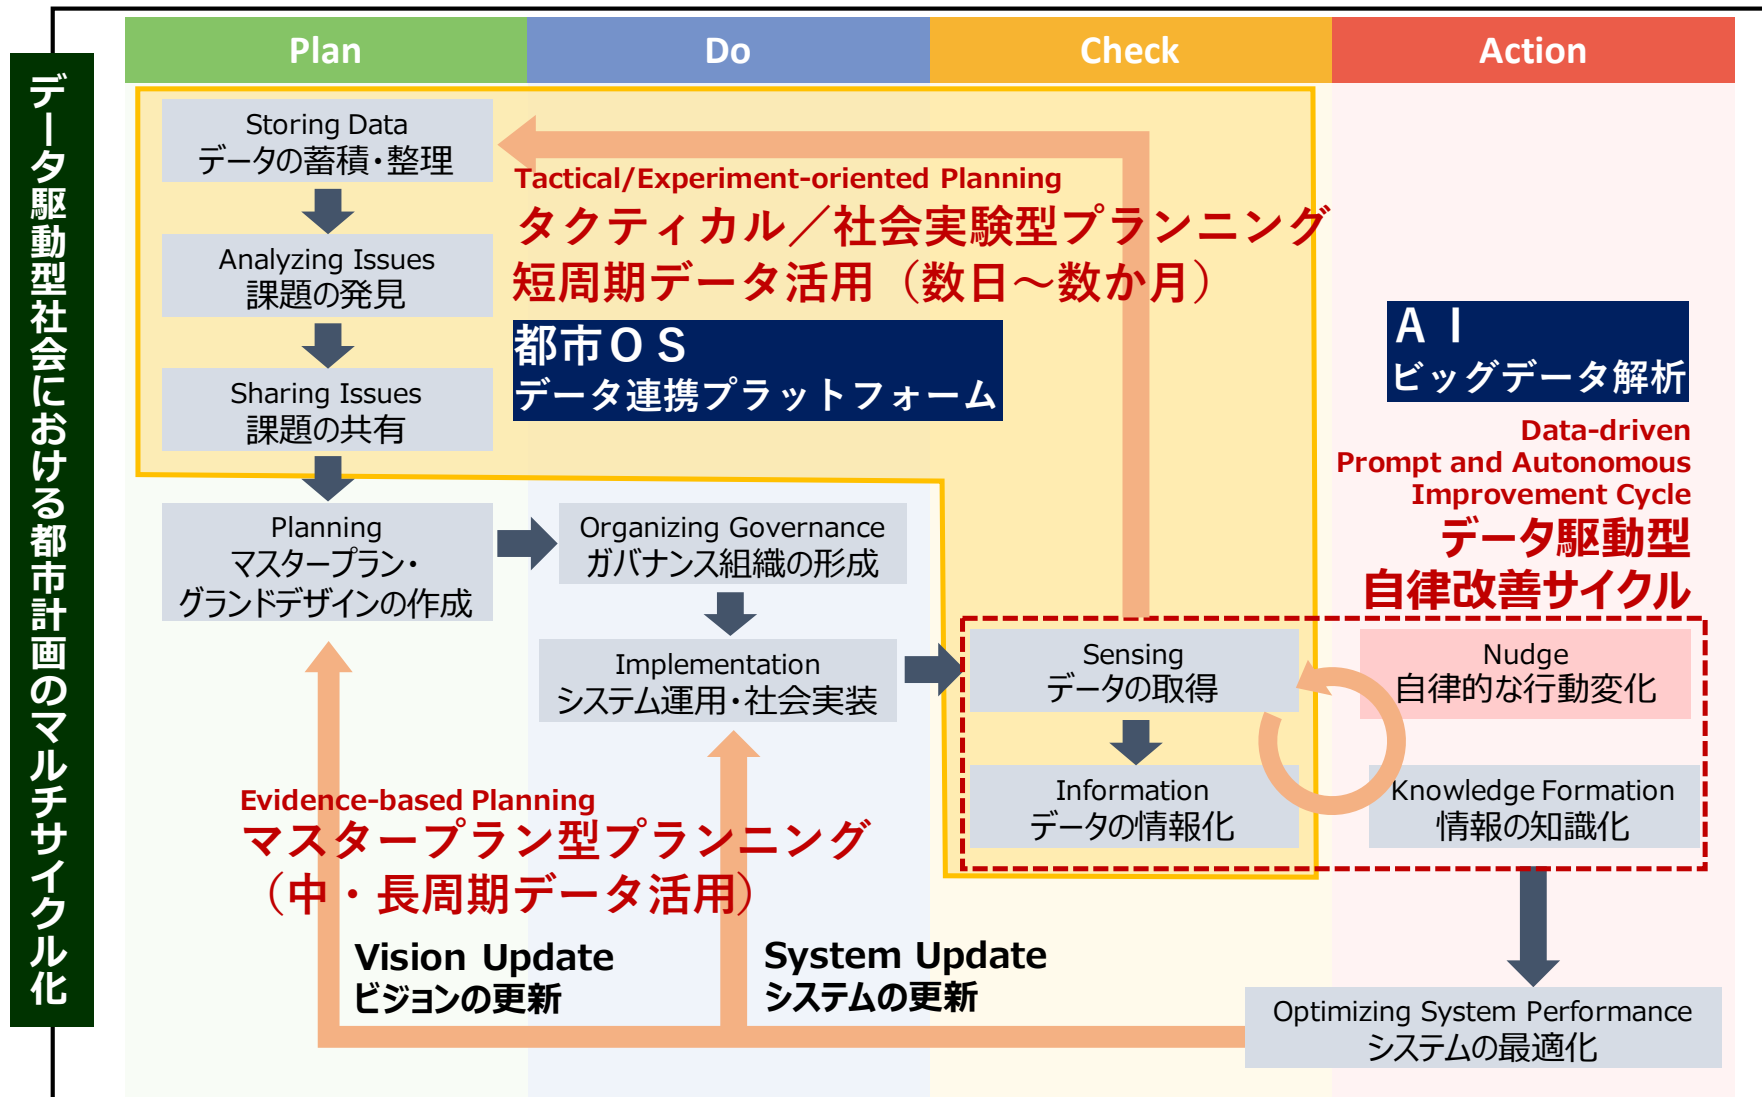 データ駆動型社会における都市計画のマルチサイクル化
Plan
Do
Check
Action
Storing Data
データの蓄積・整理
Analyzing Issues
課題の発見
Sharing Issues
課題の共有
Tactical/Experiment-oriented Planning
タクティカル／社会実験型プランニング
短周期データ活用（数日～数か月）
都市ＯＳ
データ連携プラットフォーム
ＡＩ
ビッグデータ解析
Data-driven
Prompt and Autonomous
Improvement Cycle
データ駆動型
自律改善サイクル
Planning
マスタープラン・
グランドデザインの作成
Organizing Governance
ガバナンス組織の形成
Implementation
システム運用・社会実装
Sensing
データの取得
Nudge
自律的な行動変化
Information
データの情報化
Knowledge Formation
情報の知識化
Evidence-based Planning
マスタープラン型プランニング
（中・長周期データ活用）
Vision Update
ビジョンの更新
System Update
システムの更新
Optimizing System Performance
システムの最適化